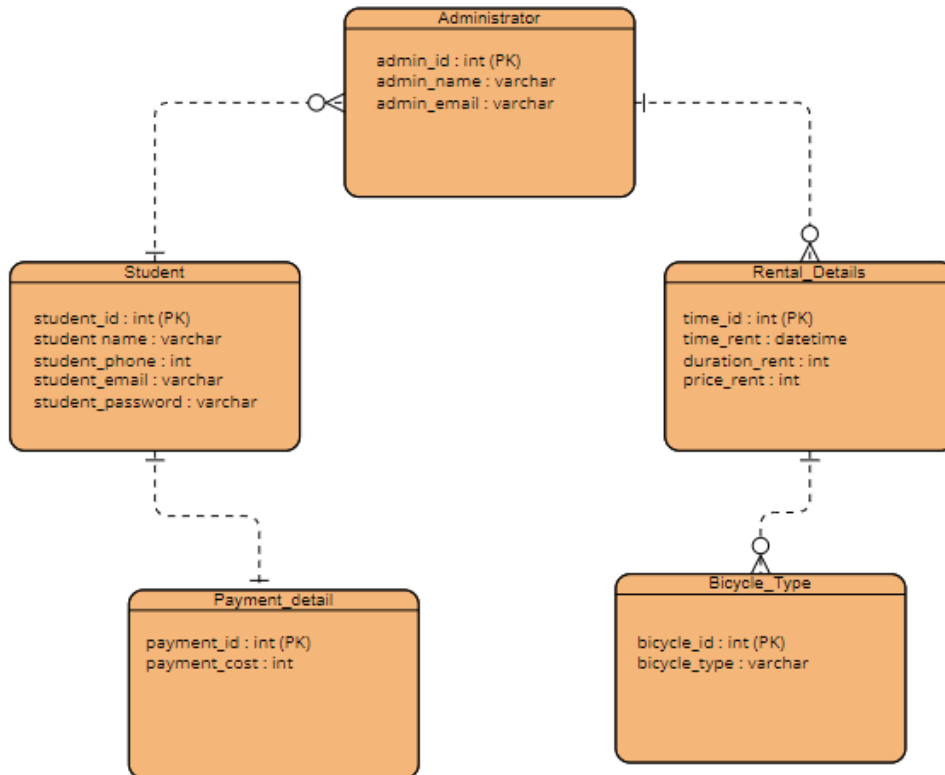 Administrator
admin_id : int (PK)
admin_name : varchar
admin_email : varchar
Student
student_id : int (PK)
student name : varchar
student_phone : int
student_email : varchar
student_password : varchar
Rental_Details
time_id : int (PK)
time_rent : datetime
duration_rent : int
price_rent : int
Payment_detail
payment_id : int (PK)
payment_cost : int
Bicycle_Type
bicycle_id : int (PK)
bicycle_type : varchar